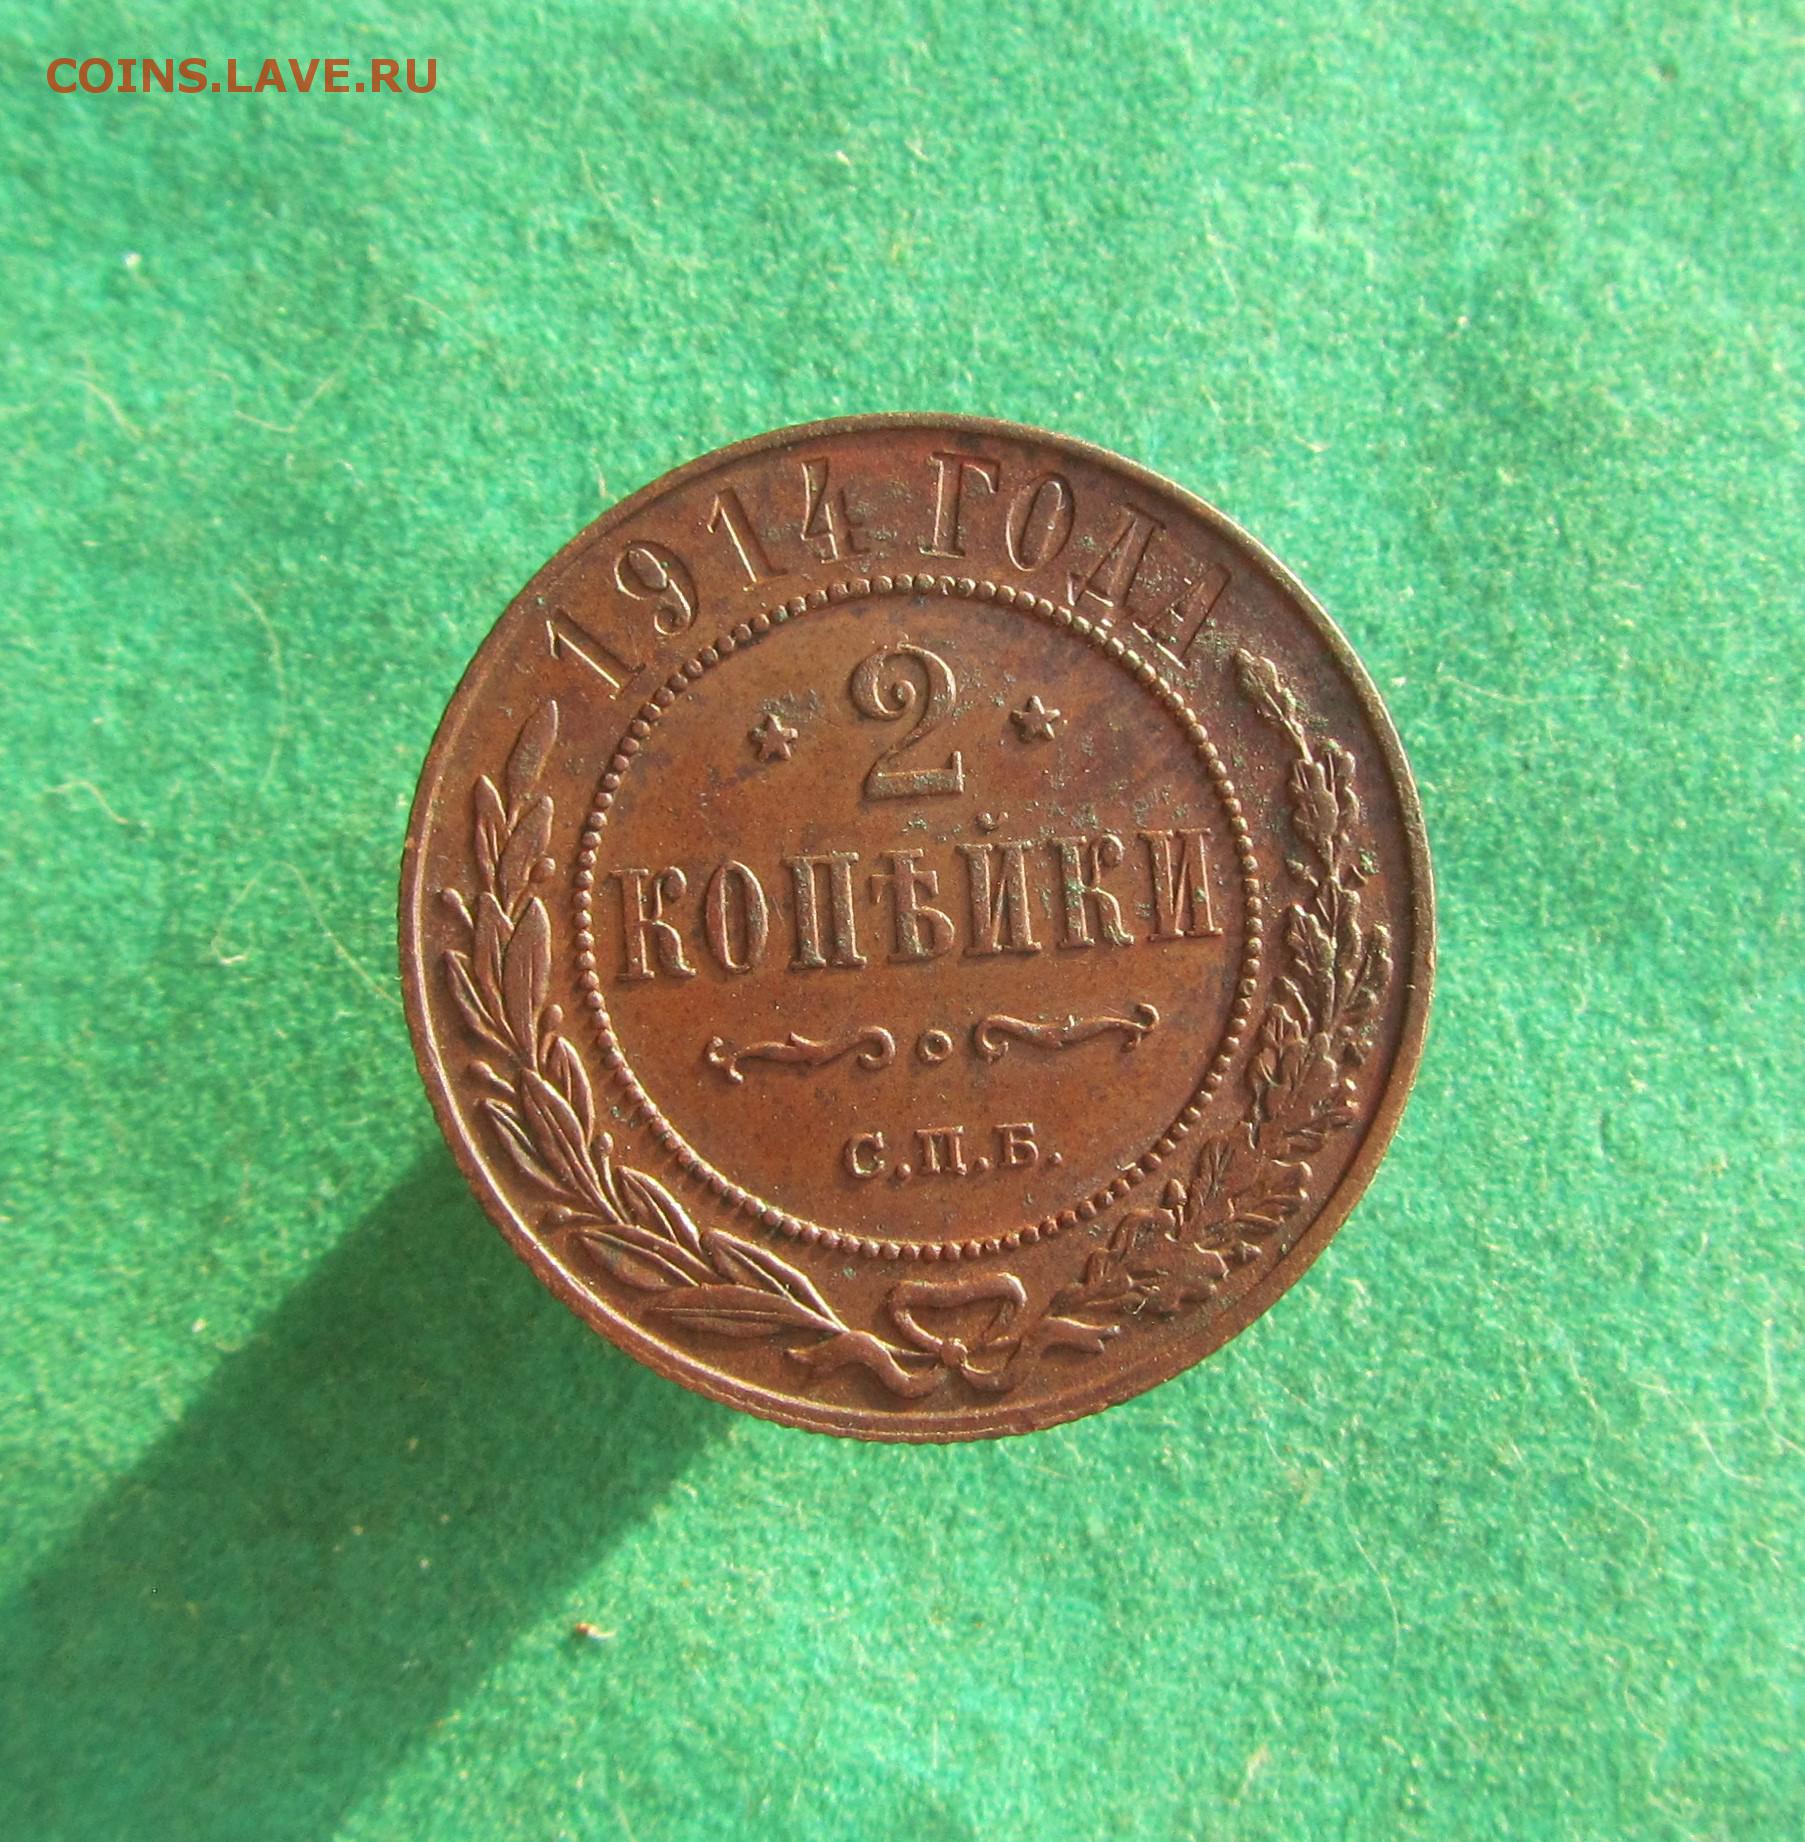 COINS.LAVE.RU
1914 ГОДА
2
КОПѢЙКИ
С.П.Б.